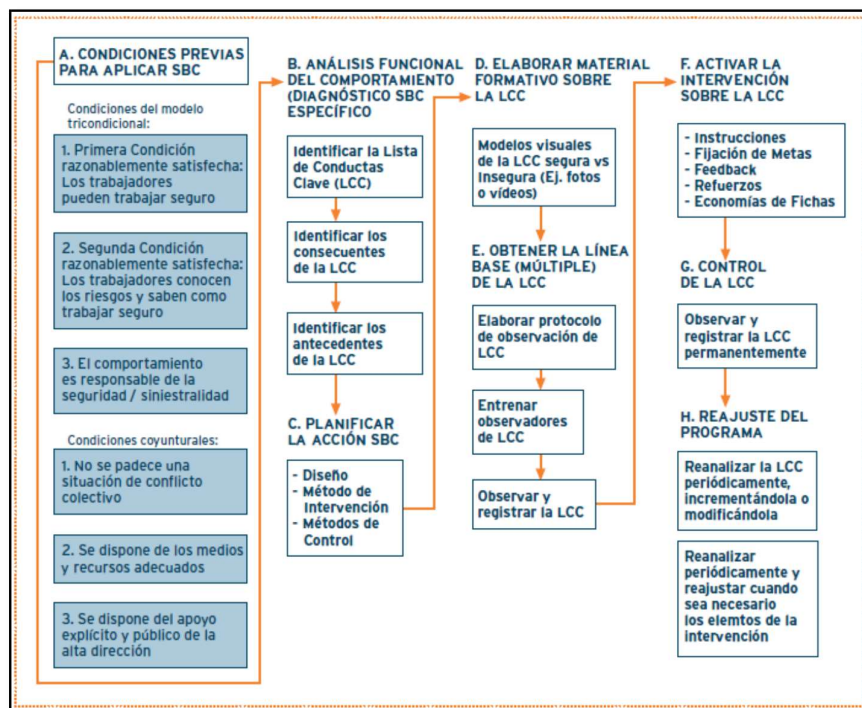 A. CONDICIONES PREVIAS
PARA APLICAR SBC
Condiciones del modelo
tricondicional:
1. Primera Condición
razonablemente satisfecha:
Los trabajadores
pueden trabajar seguro
2. Segunda Condición
razonablemente satisfecha:
Los trabajadores conocen
los riesgos y saben como
trabajar seguro
3. El comportamiento
es responsable de la
seguridad / siniestralidad
Condiciones coyunturales:
1. No se padece una
situación de conflicto
colectivo
2. Se dispone de los medios
y recursos adecuados
3. Se dispone del apoyo
explícito y público de la
alta dirección
B. ANÁLISIS FUNCIONAL
DEL COMPORTAMIENTO
(DIAGNÓSTICO SBC
ESPECÍFICO
Identificar la Lista
de Conductas
Clave (LCC)
Identificar los
consecuentes
de la LCC
Identificar los
antecedentes
de la LCC
C. PLANIFICAR
LA ACCIÓN SBC
- Diseño
- Método de
Intervención
- Métodos de
Control
D. ELABORAR MATERIAL
FORMATIVO SOBRE
LA LCC
Modelos visuales
de la LCC segura vs
Insegura (Ej. fotos
o vídeos)
E. OBTENER LA LÍNEA
BASE (MÚLTIPLE)
DE LA LCC
Elaborar protocolo
de observación de
LCC
Entrenar
observadores
de LCC
Observar y
registrar la LCC
F. ACTIVAR LA
INTERVENCIÓN
SOBRE LA LCC
- Instrucciones
- Fijación de Metas
- Feedback
- Refuerzos
- Economías de Fichas
G. CONTROL
DE LA LCC
Observar y
registrar la LCC
permanentemente
H. REAJUSTE DEL
PROGRAMA
Reanalizar la LCC
periódicamente,
incrementándola o
modificándola
Reanalizar
periódicamente y
reajustar cuando
sea necesario
los elemtos de la
intervención